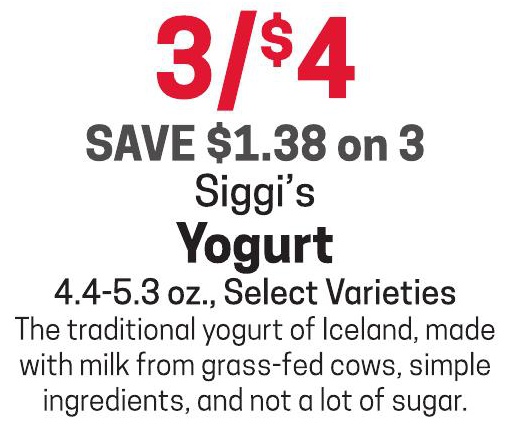 3/$4
SAVE $1.38 on 3
Siggi's
Yogurt
4.4-5.3 oz., Select Varieties
The traditional yogurt of Iceland, made
with milk from grass-fed cows, simple
ingredients, and not a lot of sugar.